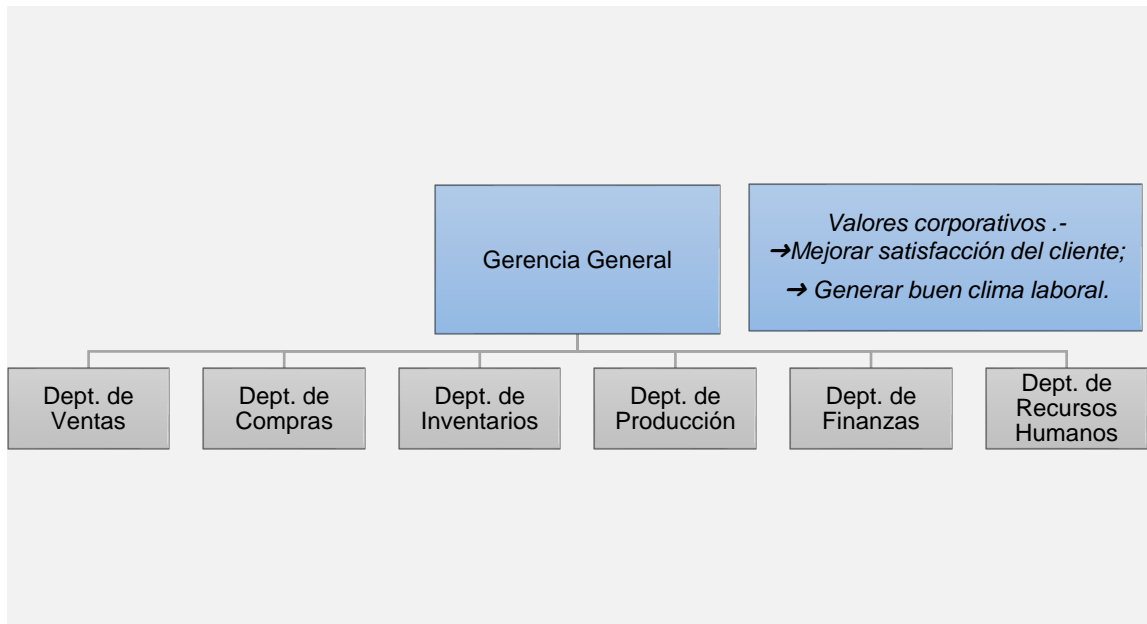 Gerencia General
Valores corporativos .-
→Mejorar satisfacción del cliente;
→ Generar buen clima laboral.
Dept. de
Ventas
Dept. de
Compras
Dept. de
Inventarios
Dept. de
Producción
Dept. de
Finanzas
Dept. de
Recursos
Humanos